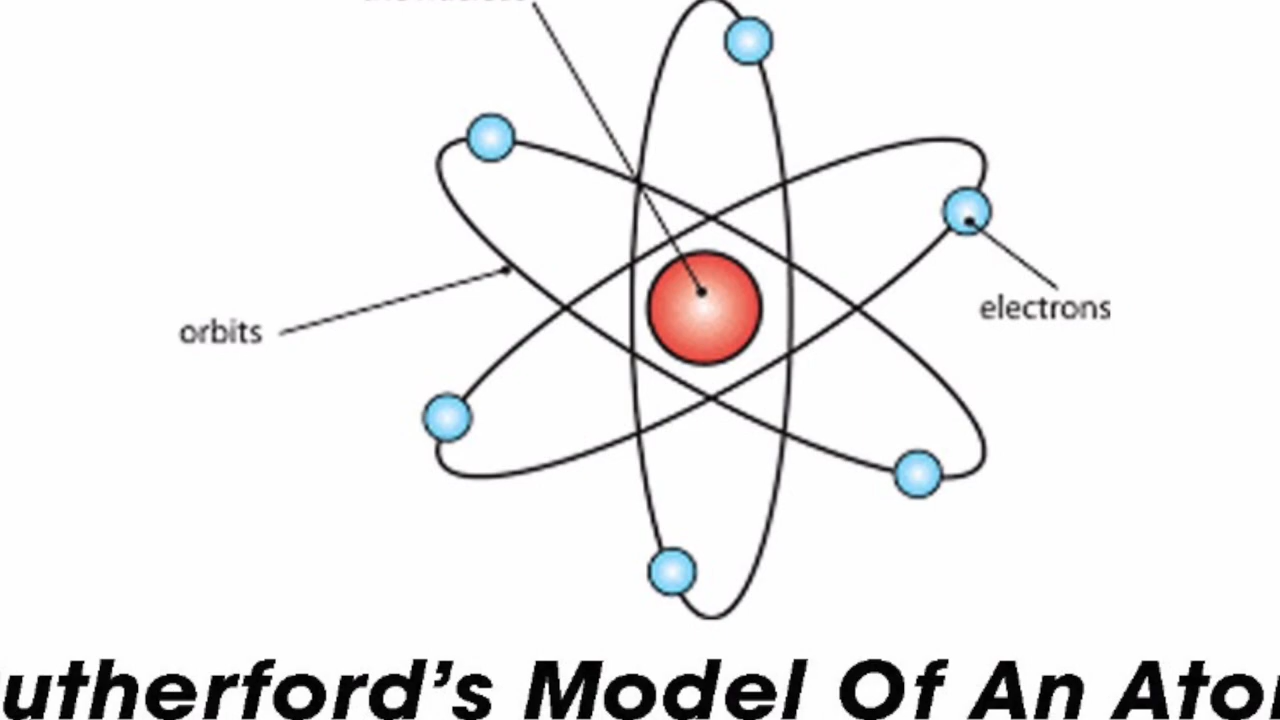 orbits
electrons
utherford's Model Of An Ato